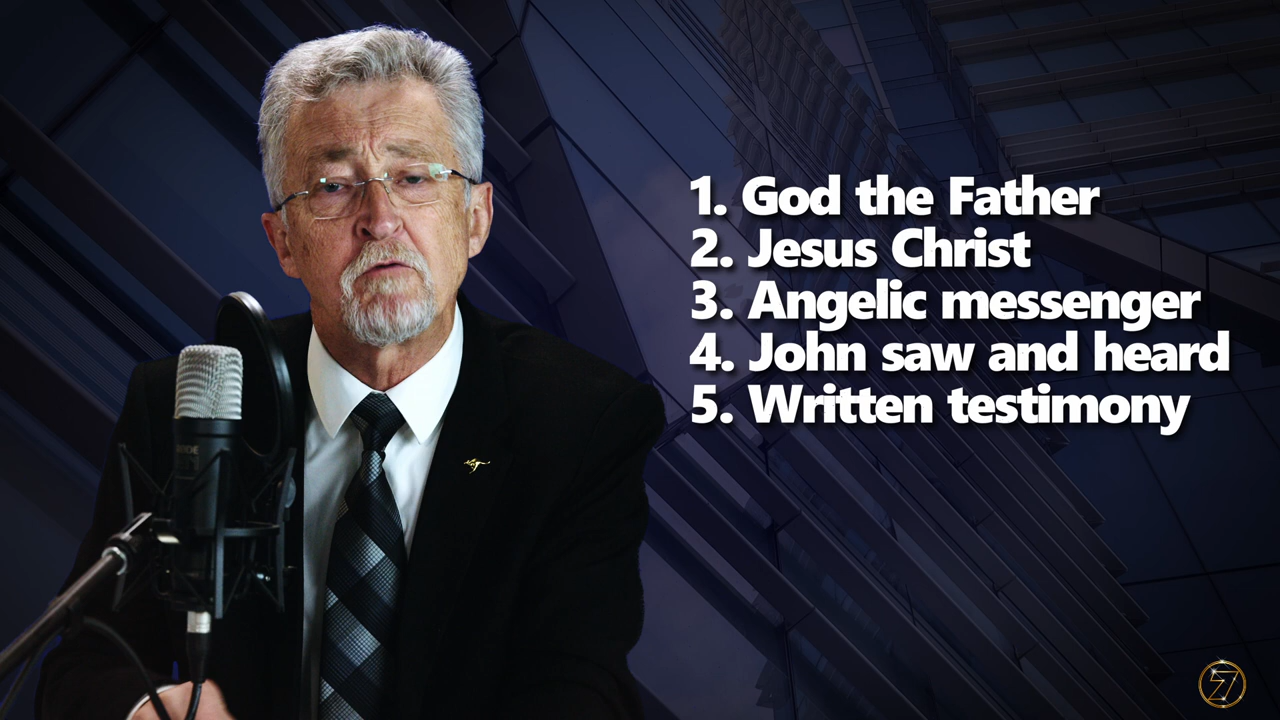 1. God the Father
2. Jesus Christ
3. Angelic messenger
4. John saw and heard
5. Written testimony